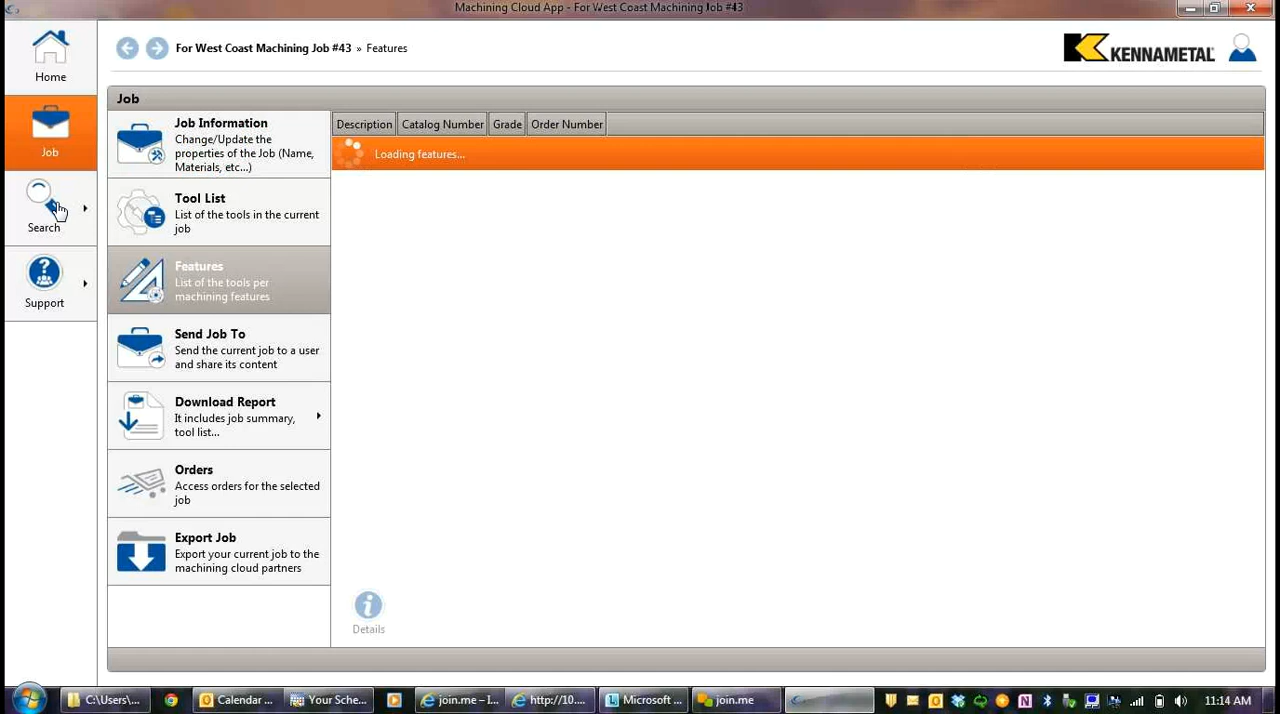 Machining Cloud App - For West Coast Machining Job #43
For West Coast Machining Job #43 » Features
KENNAMETAL
Home
Job
Search
Support
Job
Job Information
Change/Update the
properties of the Job (Name,
Materials, etc...)
Tool List
List of the tools in the current
job
Features
List of the tools per
machining features
Send Job To
Send the current job to a user
and share its content
Download Report
It includes job summary,
tool list...
Orders
Access orders for the selected
job
Export Job
Export your current job to the
machining cloud partners
Description Catalog Number Grade Order Number
Loading features...
Details
C:\Users\... Calendar ... Your Sche... join.me – I... http://10.... Microsoft ... join.me 11:14 AM